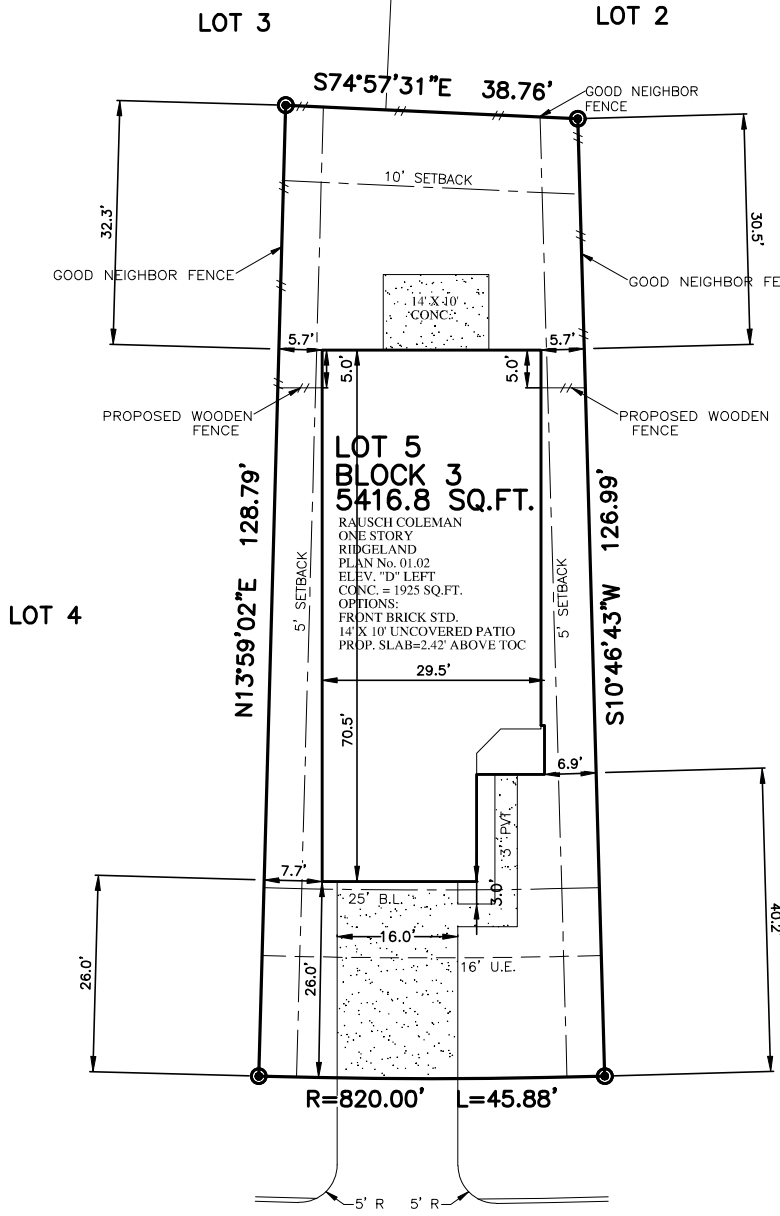 LOT 3
LOT 2
S74°57'31"E 38.76'
GOOD NEIGHBOR
FENCE
10' SETBACK
32.3'
30.5'
GOOD NEIGHBOR FENCE
GOOD NEIGHBOR FE
14' X 10'
CONC.
5.7'
5.7'
5.0'
5.0'
PROPOSED WOODEN
FENCE
PROPOSED WOODEN
FENCE
LOT 5
BLOCK 3
5416.8 SQ.FT.
RAUSCH COLEMAN
ONE STORY
RIDGELAND
PLAN No. 01.02
ELEV. "D" LEFT
CONC. = 1925 SQ.FT.
OPTIONS:
FRONT BRICK STD.
14' X 10' UNCOVERED PATIO
PROP. SLAB=2.42' ABOVE TOC
N13°59'02"E 128.79'
S10°46'43"W 126.99'
5' SETBACK
5' SETBACK
LOT 4
29.5'
70.5'
6.9'
3' PVT.
7.7'
25' B.L.
3.0'
16.0'
16' U.E.
26.0'
26.0'
40.2
R=820.00' L=45.88'
5' R
5' R